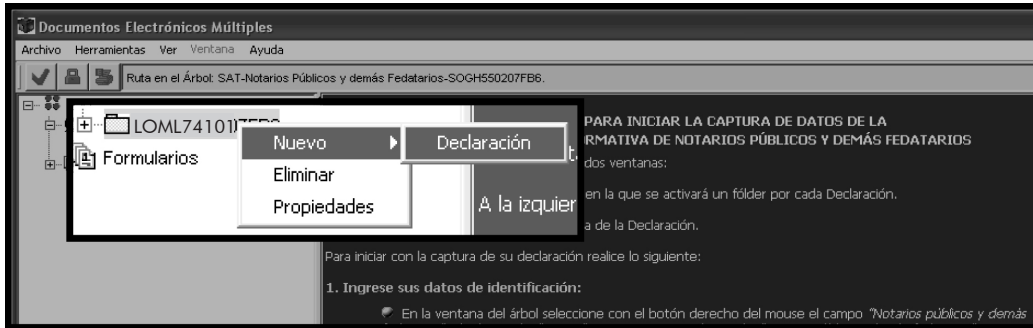 Documentos Electrónicos Múltiples
Archivo Herramientas Ver Ventana Ayuda
Ruta en el Árbol: SAT-Notarios Públicos y demás Fedatarios-SOGH550207FB6.
PARA INICIAR LA CAPTURA DE DATOS DE LA
RMATIVA DE NOTARIOS PÚBLICOS Y DEMÁS FEDATARIOS
dos ventanas:
Nuevo Declaración
Formularios
Eliminar
en la que se activará un fólder por cada Declaración.
Propiedades
A la izquier
a de la Declaración.
Para iniciar con la captura de su declaración realice lo siguiente:
1. Ingrese sus datos de identificación:
En la ventana del árbol seleccione con el botón derecho del mouse el campo "Notarios públicos y demás